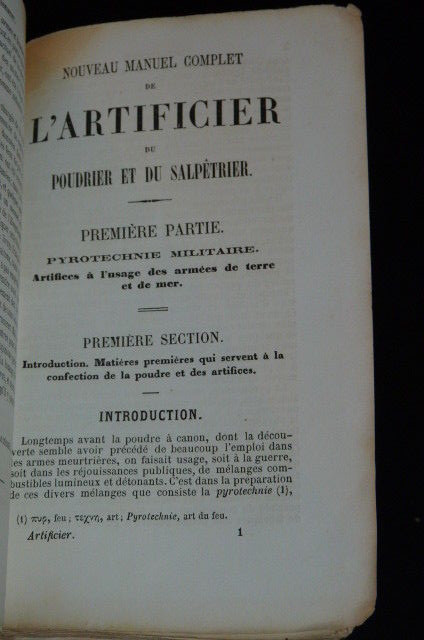 NOUVEAU MANUEL COMPLET
DE
L'ARTIFICIER
DU
POUDRIER ET DU SALPÊTRIER.
PREMIÈRE PARTIE.
PYROTECHNIE MILITAIRE.
Artifices à l'usage des armées de terre
et de mer.
PREMIÈRE SECTION.
Introduction. Matières premières qui servent à la
confection de la poudre et des artifices.
INTRODUCTION.
Longtemps avant la poudre à canon, dont la décou-
verte semble avoir précédé de beaucoup l'emploi dans
les armes meurtrières, on faisait usage, soit à la guerre,
soit dans les réjouissances publiques, de mélanges com-
bustibles lumineux et détonants. C'est dans la préparation
de ces divers mélanges que consiste la pyrotechnie (1),
(1) πυρ, feu; τεχνη, art; Pyrotechnie, art du feu.
Artificier. 1